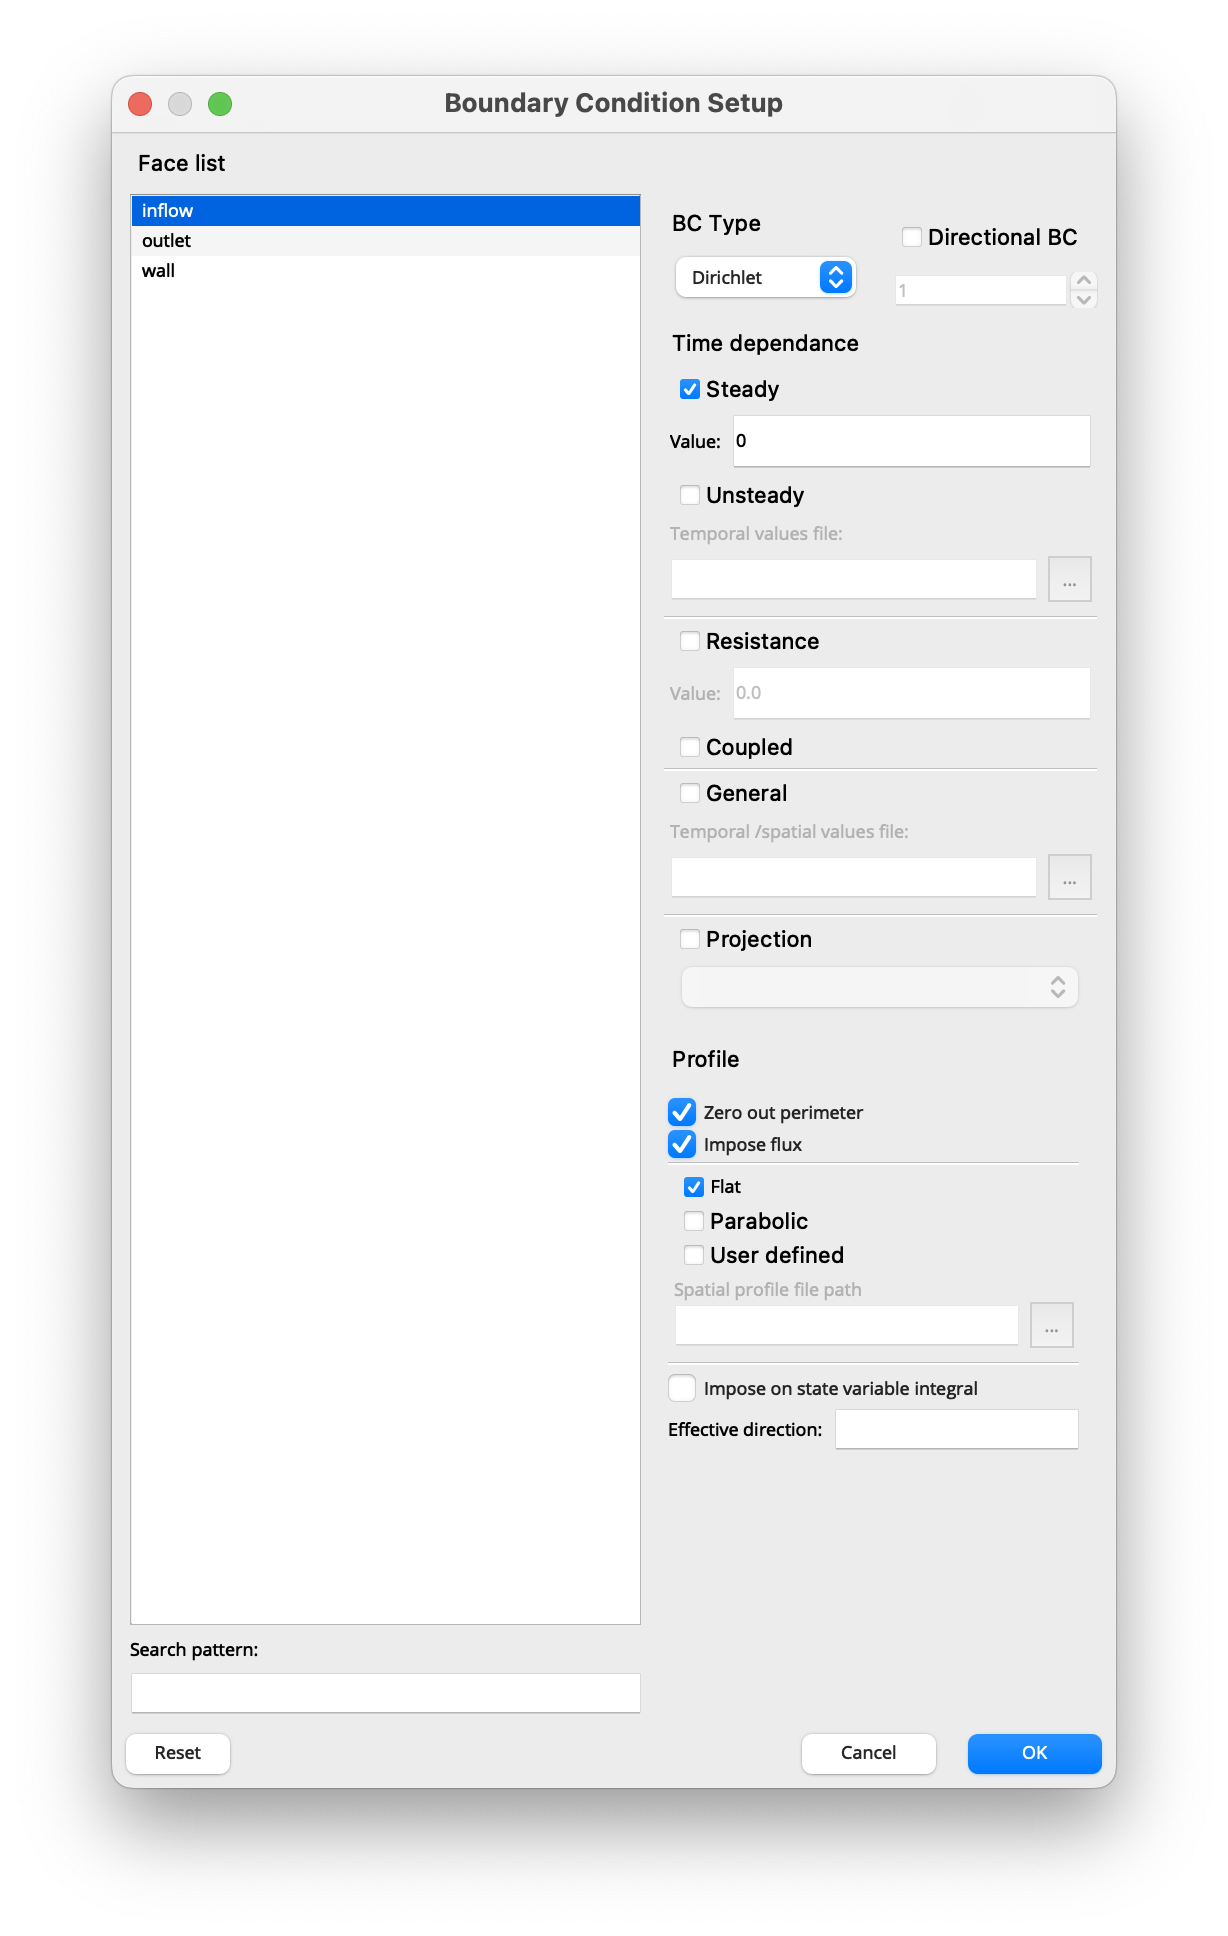 Boundary Condition Setup
Face list
inflow
outlet
wall
BC Type
Directional BC
Dirichlet
1
Time dependance
Steady
Value: 0
Unsteady
Temporal values file:
...
Resistance
Value: 0.0
Coupled
General
Temporal /spatial values file:
...
Projection
Profile
Zero out perimeter
Impose flux
Flat
Parabolic
User defined
Spatial profile file path
...
Impose on state variable integral
Effective direction:
Search pattern:
Reset
Cancel
OK